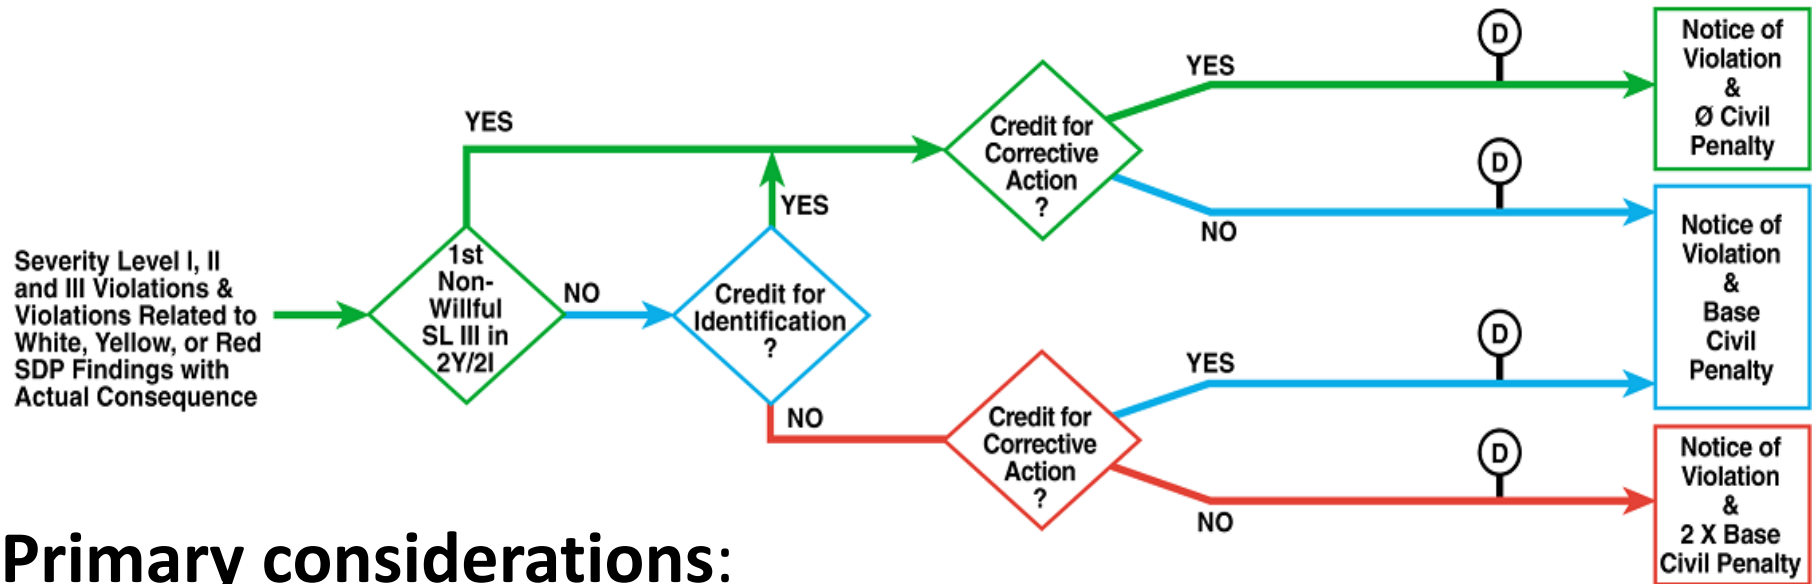 Severity Level I, II
and III Violations &
Violations Related to
White, Yellow, or Red
SDP Findings with
Actual Consequence
1st
Non-
Willful
SL III in
2Y/2I
YES
NO
Credit for
Identification
?
YES
NO
Credit for
Corrective
Action
?
YES
D
NO
D
Credit for
Corrective
Action
?
YES
D
NO
D
Notice of
Violation
&
Ø Civil
Penalty
Notice of
Violation
&
Base
Civil
Penalty
Notice of
Violation
&
2 X Base
Civil Penalty
Primary considerations: